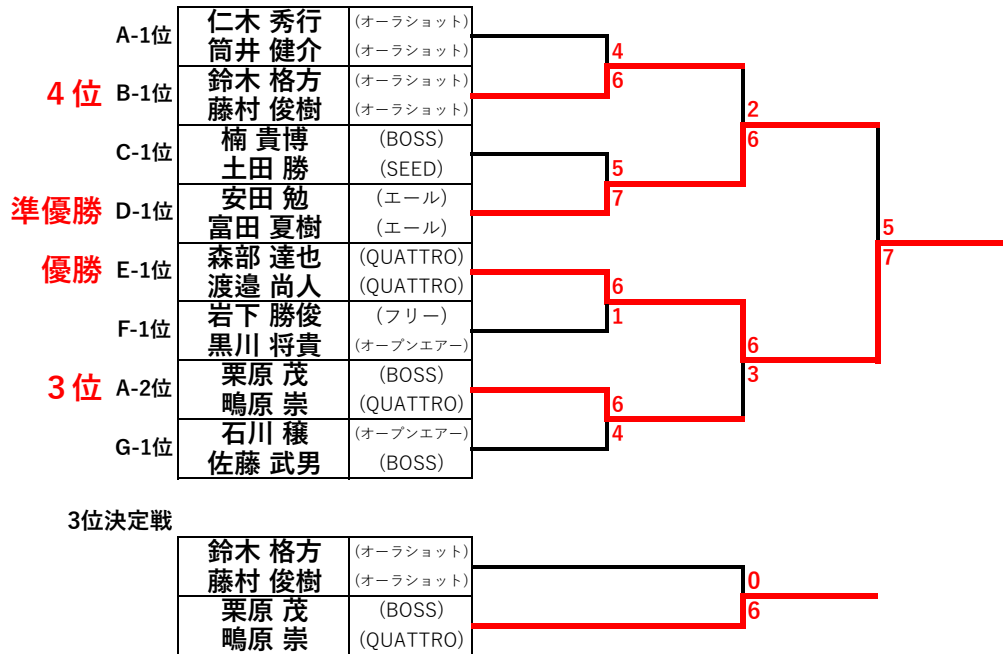 A-1位 仁木 秀行 (オーラショット)
筒井 健介 (オーラショット)
4
6
4位 B-1位 鈴木 格方 (オーラショット)
藤村 俊樹 (オーラショット)
2
6
C-1位 楠 貴博 (BOSS)
土田 勝 (SEED)
5
7
準優勝 D-1位 安田 勉 (エール)
富田 夏樹 (エール)
5
7
優勝 E-1位 森部 達也 (QUATTRO)
渡邉 尚人 (QUATTRO)
6
1
F-1位 岩下 勝俊 (フリー)
黒川 将貴 (オープンエアー)
6
3
3位 A-2位 栗原 茂 (BOSS)
鴫原 崇 (QUATTRO)
6
4
G-1位 石川 穣 (オープンエアー)
佐藤 武男 (BOSS)
3位決定戦
鈴木 格方 (オーラショット)
藤村 俊樹 (オーラショット)
0
6
栗原 茂 (BOSS)
鴫原 崇 (QUATTRO)